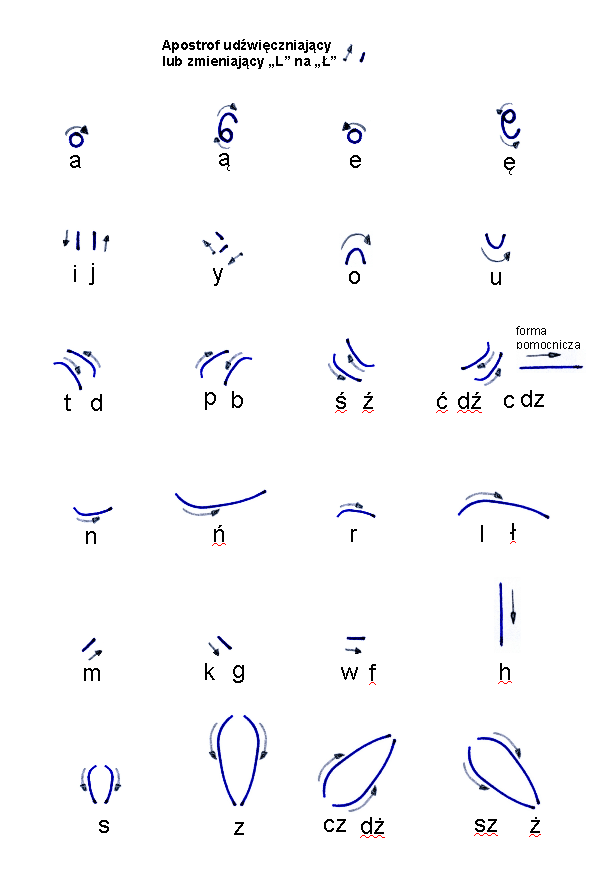 Apostrof udźwięczniający
lub zmieniający „L” na „Ł”
a ą e ę
i j y o u
forma
pomocnicza
t d p b ś ź ć dź c dz
n ń r l ł
m k g w f h
s z cz dż sz ż